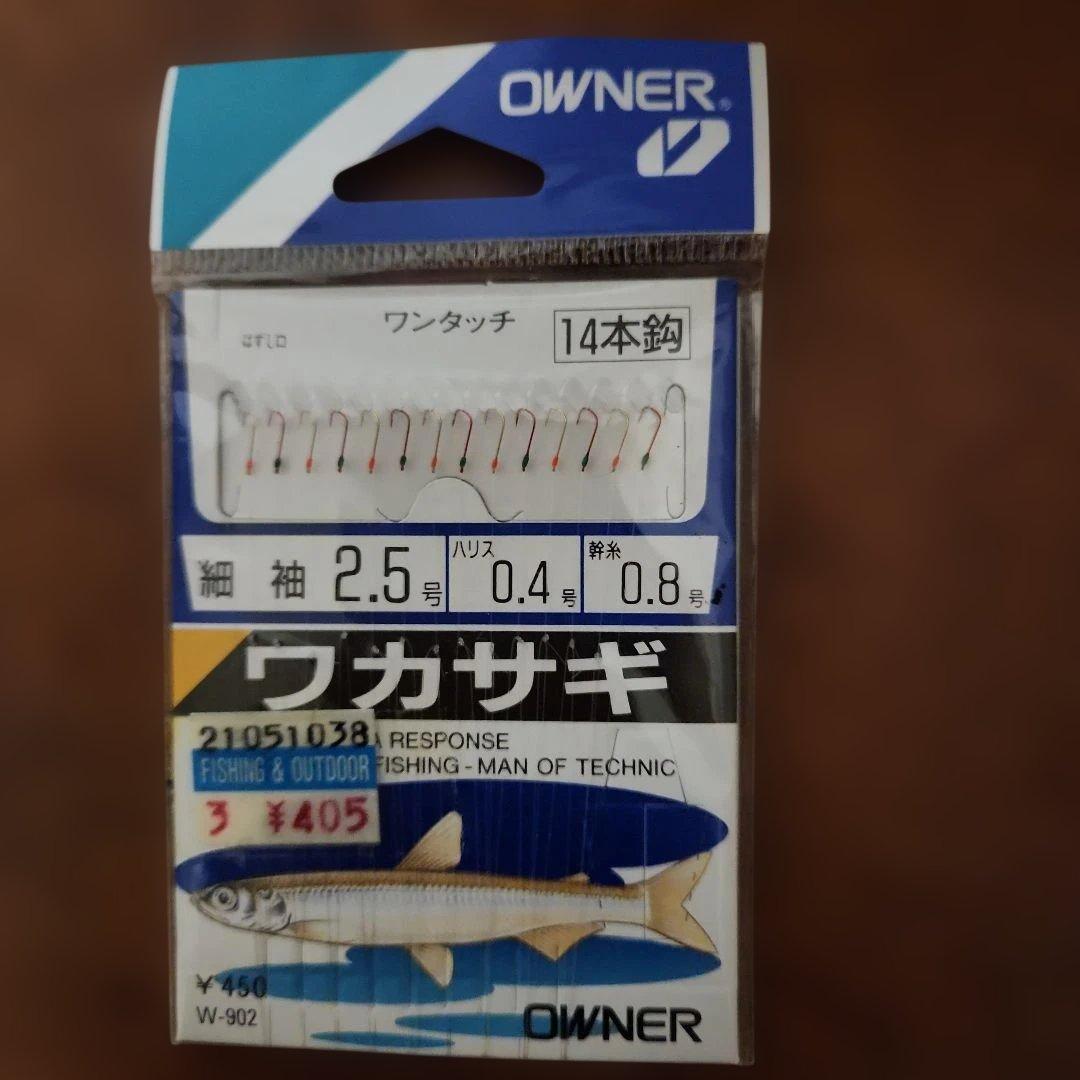 OWNER®
ワンタッチ
はずし口
14本鈎
細袖 2.5号
ハリス 0.4号
幹糸 0.8号
ワカサギ
21051038
RESPONSE
FISHING & OUTDOOR
FISHING - MAN OF TECHNIC
3 ¥405
¥450
W-902
OWNER